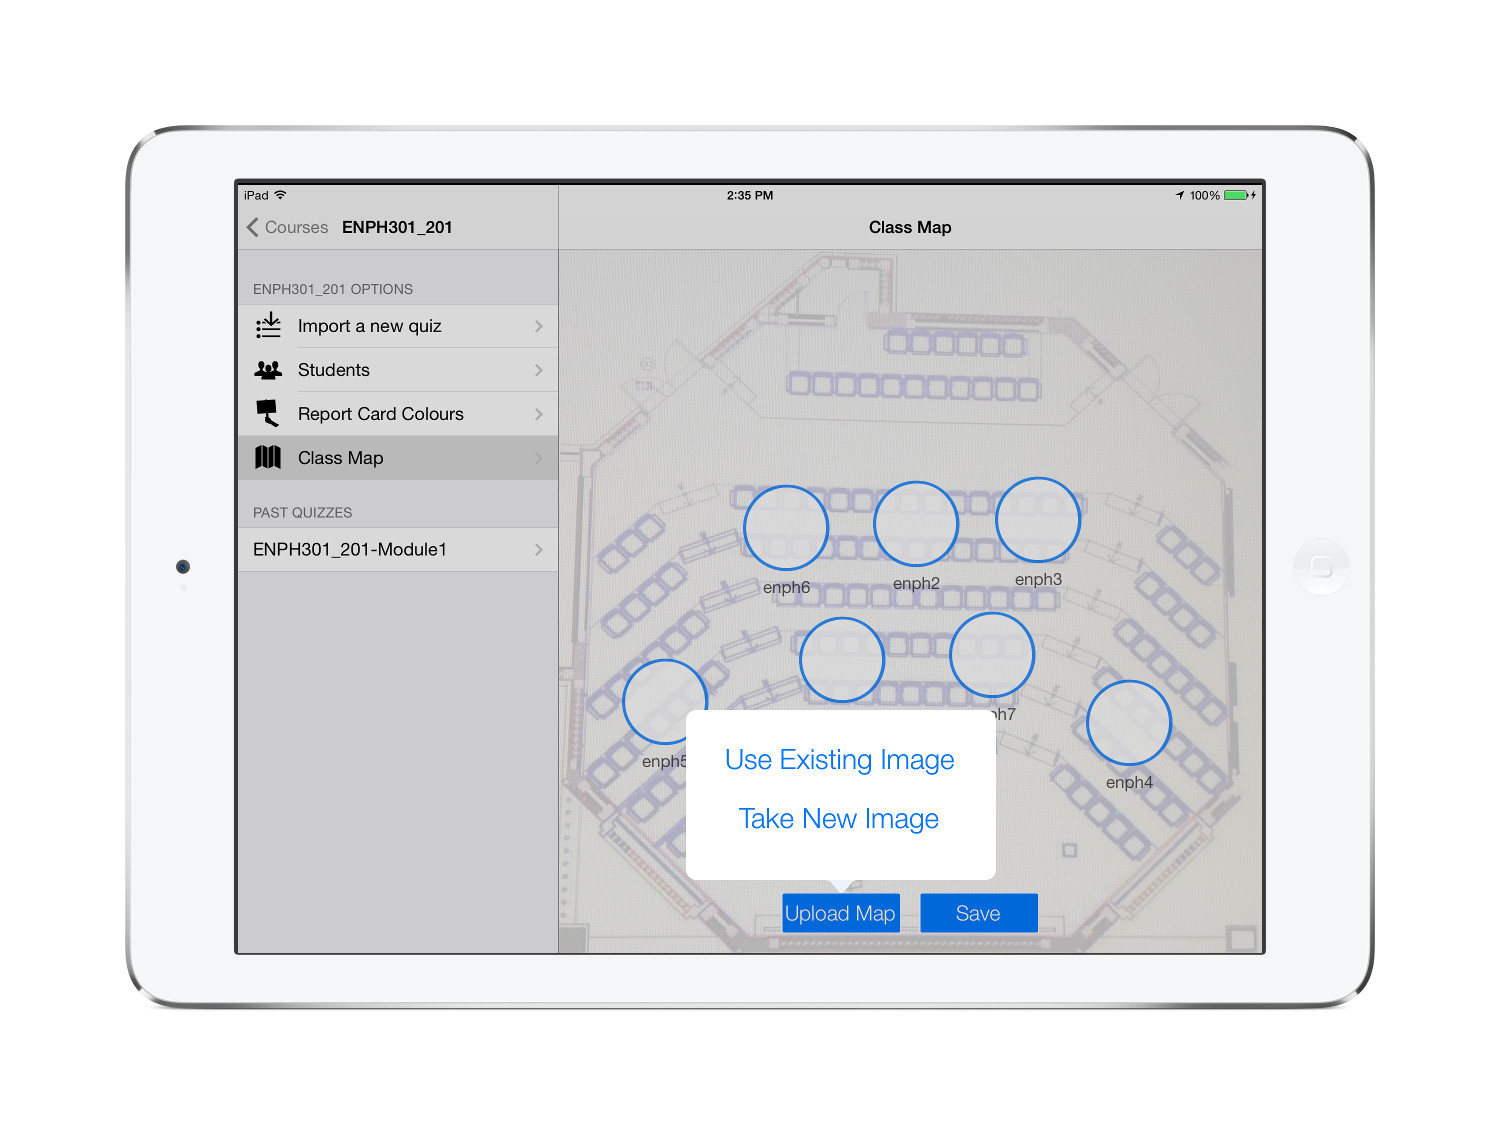 iPad
2:35 PM
100%
Courses
ENPH301_201
Class Map
ENPH301_201 OPTIONS
Import a new quiz
Students
Report Card Colours
Class Map
PAST QUIZZES
ENPH301_201-Module1
enph6
enph2
enph3
enph5
ph7
enph4
Use Existing Image
Take New Image
Upload Map
Save